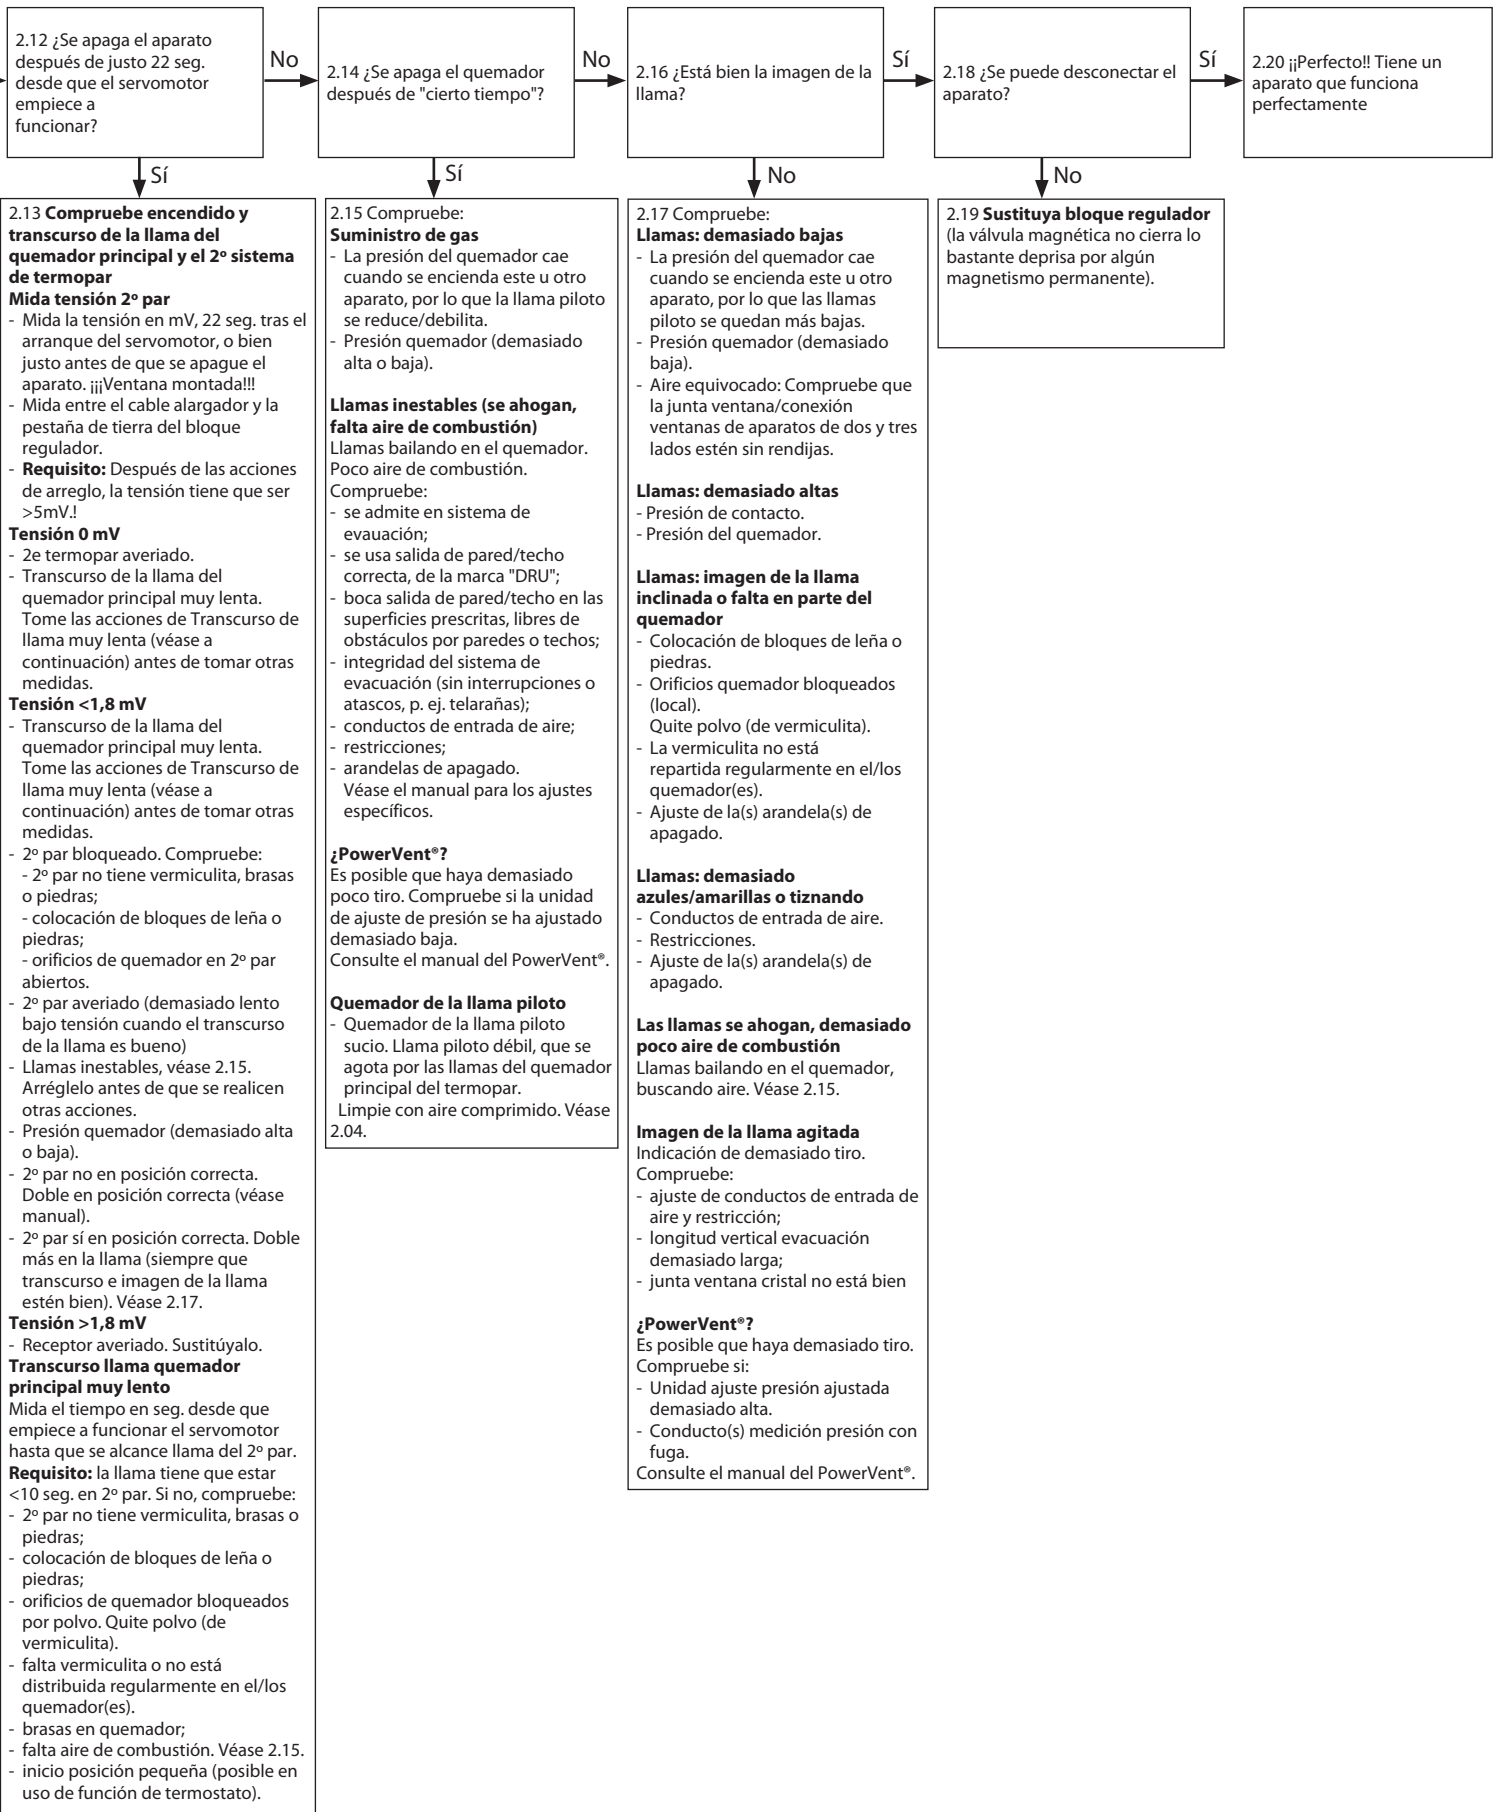 2.12 ¿Se apaga el aparato
después de justo 22 seg.
desde que el servomotor
empiece a
funcionar?
No
2.14 ¿Se apaga el quemador
después de "cierto tiempo"?
No
2.16 ¿Está bien la imagen de la
llama?
Sí
2.18 ¿Se puede desconectar el
aparato?
Sí
2.20 ¡¡Perfecto!! Tiene un
aparato que funciona
perfectamente
Sí
Sí
No
No
2.13 Compruebe encendido y
transcurso de la llama del
quemador principal y el 2º sistema
de termopar
Mida tensión 2º par
- Mida la tensión en mV, 22 seg. tras el
arranque del servomotor, o bien
justo antes de que se apague el
aparato. ¡¡¡Ventana montada!!!
- Mida entre el cable alargador y la
pestaña de tierra del bloque
regulador.
- Requisito: Después de las acciones
de arreglo, la tensión tiene que ser
>5mV.!
Tensión 0 mV
- 2e termopar averiado.
- Transcurso de la llama del
quemador principal muy lenta.
Tome las acciones de Transcurso de
llama muy lenta (véase a
continuación) antes de tomar otras
medidas.
Tensión <1,8 mV
- Transcurso de la llama del
quemador principal muy lenta.
Tome las acciones de Transcurso de
llama muy lenta (véase a
continuación) antes de tomar otras
medidas.
- 2º par bloqueado. Compruebe:
- 2º par no tiene vermiculita, brasas
o piedras;
- colocación de bloques de leña o
piedras;
- orificios de quemador en 2º par
abiertos.
- 2º par averiado (demasiado lento
bajo tensión cuando el transcurso
de la llama es bueno)
- Llamas inestables, véase 2.15.
Arréglelo antes de que se realicen
otras acciones.
- Presión quemador (demasiado alta
o baja).
- 2º par no en posición correcta.
Doble en posición correcta (véase
manual).
- 2º par sí en posición correcta. Doble
más en la llama (siempre que
transcurso e imagen de la llama
estén bien). Véase 2.17.
Tensión >1,8 mV
- Receptor averiado. Sustitúyalo.
Transcurso llama quemador
principal muy lento
Mida el tiempo en seg. desde que
empiece a funcionar el servomotor
hasta que se alcance llama del 2º par.
Requisito: la llama tiene que estar
<10 seg. en 2º par. Si no, compruebe:
- 2º par no tiene vermiculita, brasas o
piedras;
- colocación de bloques de leña o
piedras;
- orificios de quemador bloqueados
por polvo. Quite polvo (de
vermiculita).
- falta vermiculita o no está
distribuida regularmente en el/los
quemador(es).
- brasas en quemador;
- falta aire de combustión. Véase 2.15.
- inicio posición pequeña (posible en
uso de función de termostato).
2.15 Compruebe:
Suministro de gas
- La presión del quemador cae
cuando se encienda este u otro
aparato, por lo que la llama piloto
se reduce/debilita.
- Presión quemador (demasiado
alta o baja).
Llamas inestables (se ahogan,
falta aire de combustión)
Llamas bailando en el quemador.
Poco aire de combustión.
Compruebe:
- se admite en sistema de
evauación;
- se usa salida de pared/techo
correcta, de la marca "DRU";
- boca salida de pared/techo en las
superficies prescritas, libres de
obstáculos por paredes o techos;
- integridad del sistema de
evacuación (sin interrupciones o
atascos, p. ej. telarañas);
- conductos de entrada de aire;
- restricciones;
- arandelas de apagado.
Véase el manual para los ajustes
específicos.
¿PowerVent®?
Es posible que haya demasiado
poco tiro. Compruebe si la unidad
de ajuste de presión se ha ajustado
demasiado baja.
Consulte el manual del PowerVent®.
Quemador de la llama piloto
- Quemador de la llama piloto
sucio. Llama piloto débil, que se
agota por las llamas del quemador
principal del termopar.
Limpie con aire comprimido. Véase
2.04.
2.17 Compruebe:
Llamas: demasiado bajas
- La presión del quemador cae
cuando se encienda este u otro
aparato, por lo que las llamas
piloto se quedan más bajas.
- Presión quemador (demasiado
baja).
- Aire equivocado: Compruebe que
la junta ventana/conexión
ventanas de aparatos de dos y tres
lados estén sin rendijas.
Llamas: demasiado altas
- Presión de contacto.
- Presión del quemador.
Llamas: imagen de la llama
inclinada o falta en parte del
quemador
- Colocación de bloques de leña o
piedras.
- Orificios quemador bloqueados
(local).
Quite polvo (de vermiculita).
- La vermiculita no está
repartida regularmente en el/los
quemador(es).
- Ajuste de la(s) arandela(s) de
apagado.
Llamas: demasiado
azules/amarillas o tiznando
- Conductos de entrada de aire.
- Restricciones.
- Ajuste de la(s) arandela(s) de
apagado.
Las llamas se ahogan, demasiado
poco aire de combustión
Llamas bailando en el quemador,
buscando aire. Véase 2.15.
Imagen de la llama agitada
Indicación de demasiado tiro.
Compruebe:
- ajuste de conductos de entrada de
aire y restricción;
- longitud vertical evacuación
demasiado larga;
- junta ventana cristal no está bien
¿PowerVent®?
Es posible que haya demasiado tiro.
Compruebe si:
- Unidad ajuste presión ajustada
demasiado alta.
- Conducto(s) medición presión con
fuga.
Consulte el manual del PowerVent®.
2.19 Sustituya bloque regulador
(la válvula magnética no cierra lo
bastante deprisa por algún
magnetismo permanente).